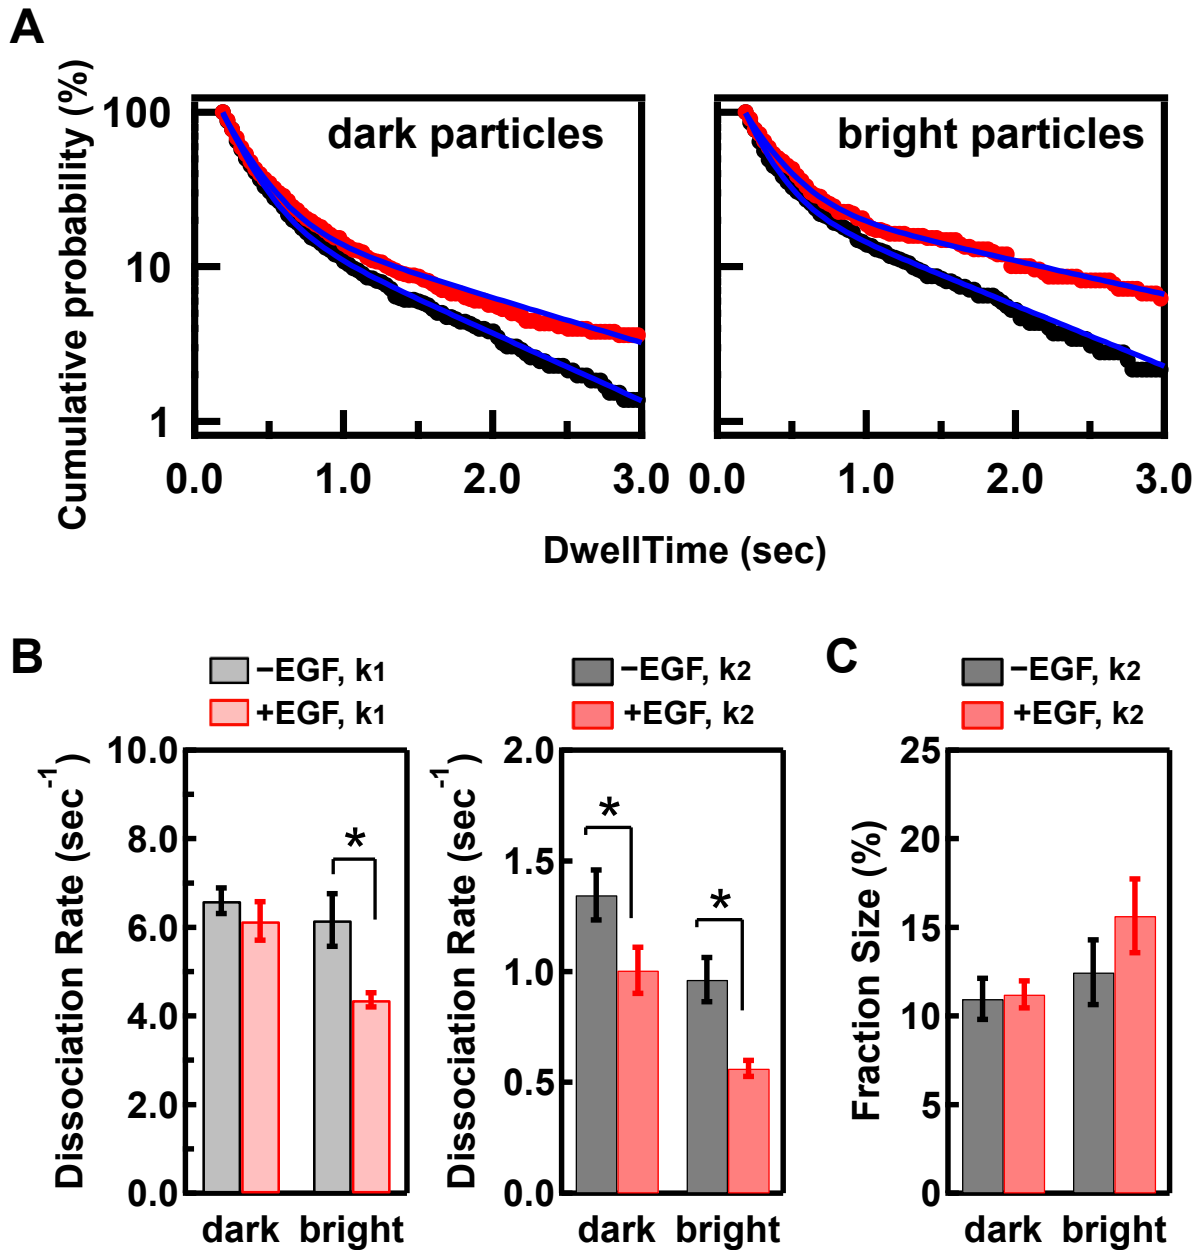 A
Cumulative probability (%)
100
10
1
dark particles
bright particles
0.0 1.0 2.0 3.0 0.0 1.0 2.0 3.0
DwellTime (sec)
B
−EGF, k1
+EGF, k1
−EGF, k2
+EGF, k2
C
−EGF, k2
+EGF, k2
Dissociation Rate (sec-1)
10.0
8.0
6.0
4.0
2.0
0.0
*
dark bright
Dissociation Rate (sec-1)
2.0
1.5
1.0
0.5
0.0
*
*
dark bright
Fraction Size (%)
25
20
15
10
5
0
dark bright